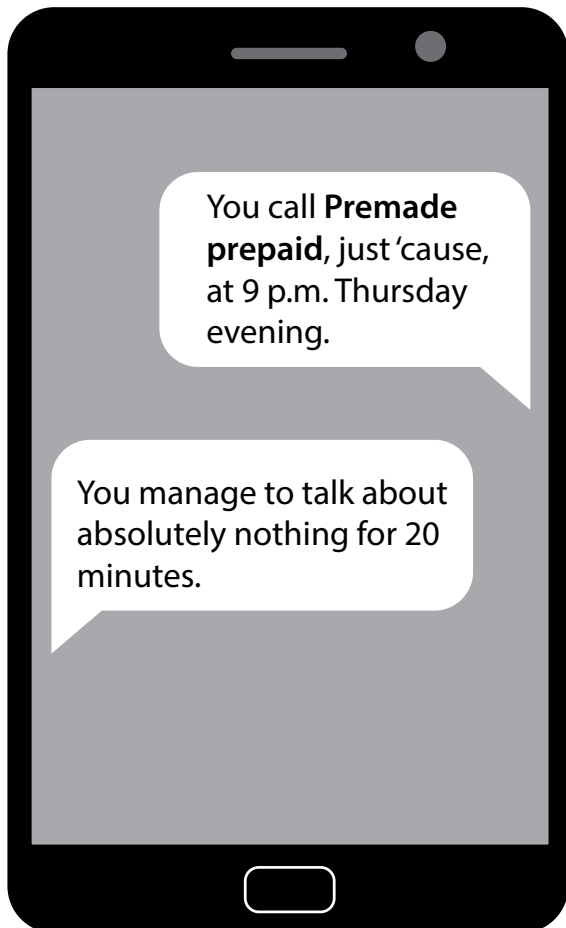 You call Premade
prepaid, just ‘cause,
at 9 p.m. Thursday
evening.
You manage to talk about
absolutely nothing for 20
minutes.